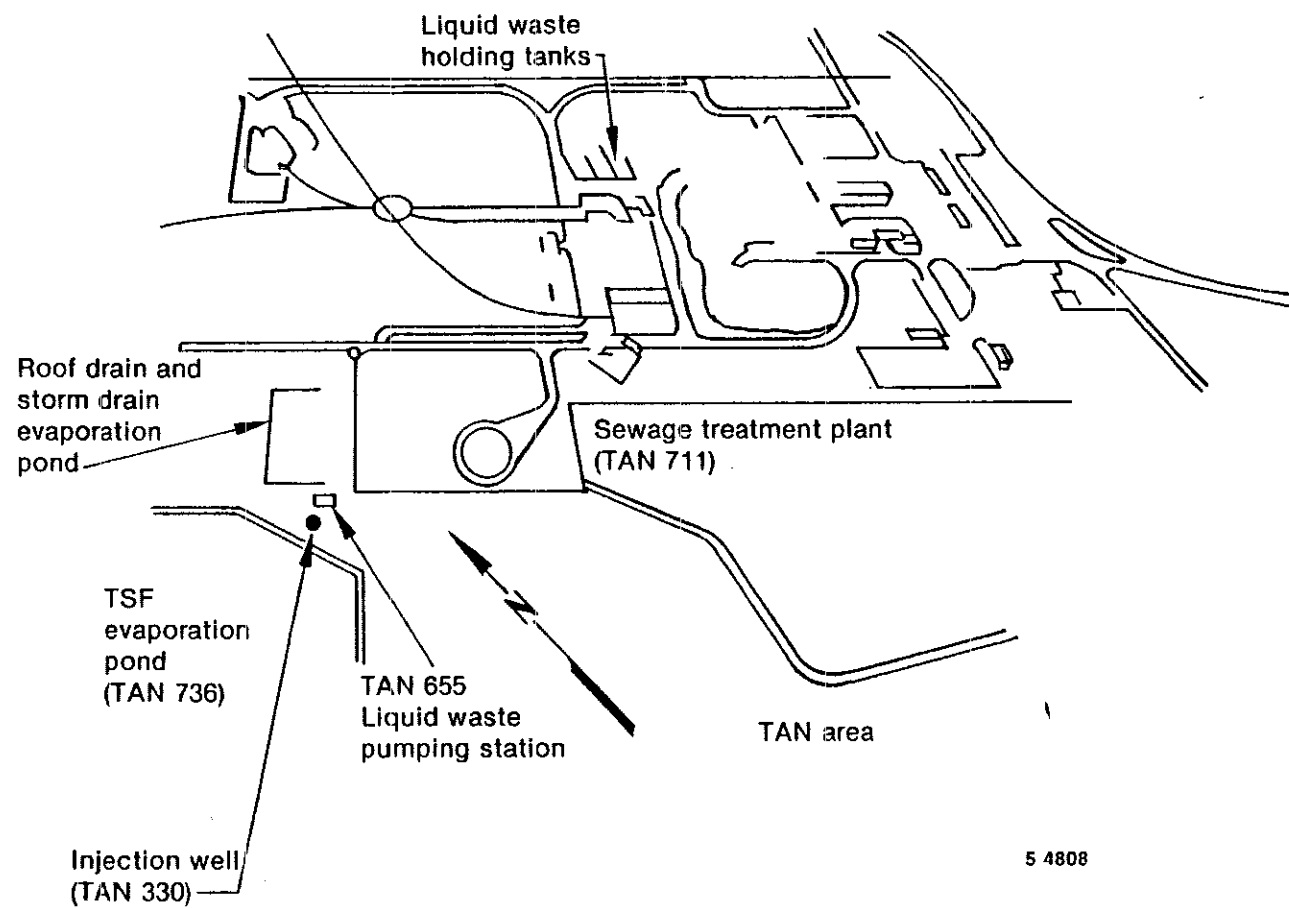 Liquid waste
holding tanks
Roof drain and
storm drain
evaporation
pond
Sewage treatment plant
(TAN 711)
N
TSF
evaporation
pond
(TAN 736)
TAN 655
Liquid waste
pumping station
TAN area
Injection well
(TAN 330)
5 4808